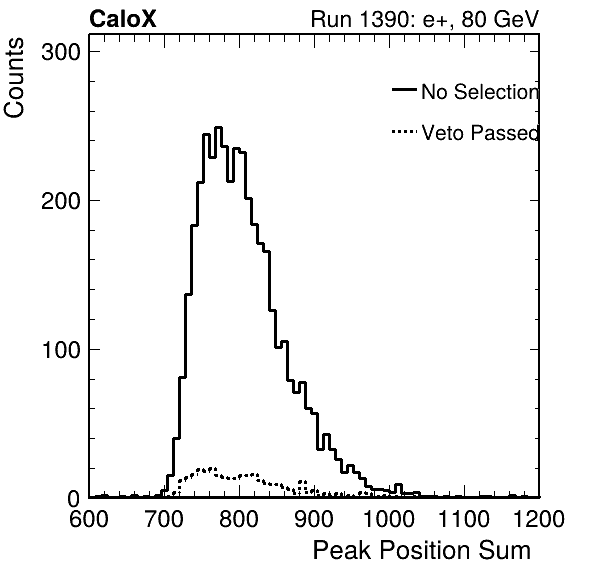 CaloX
Run 1390: e+, 80 GeV
Counts
300
200
100
0
No Selection
Veto Passed
600 700 800 900 1000 1100 1200
Peak Position Sum